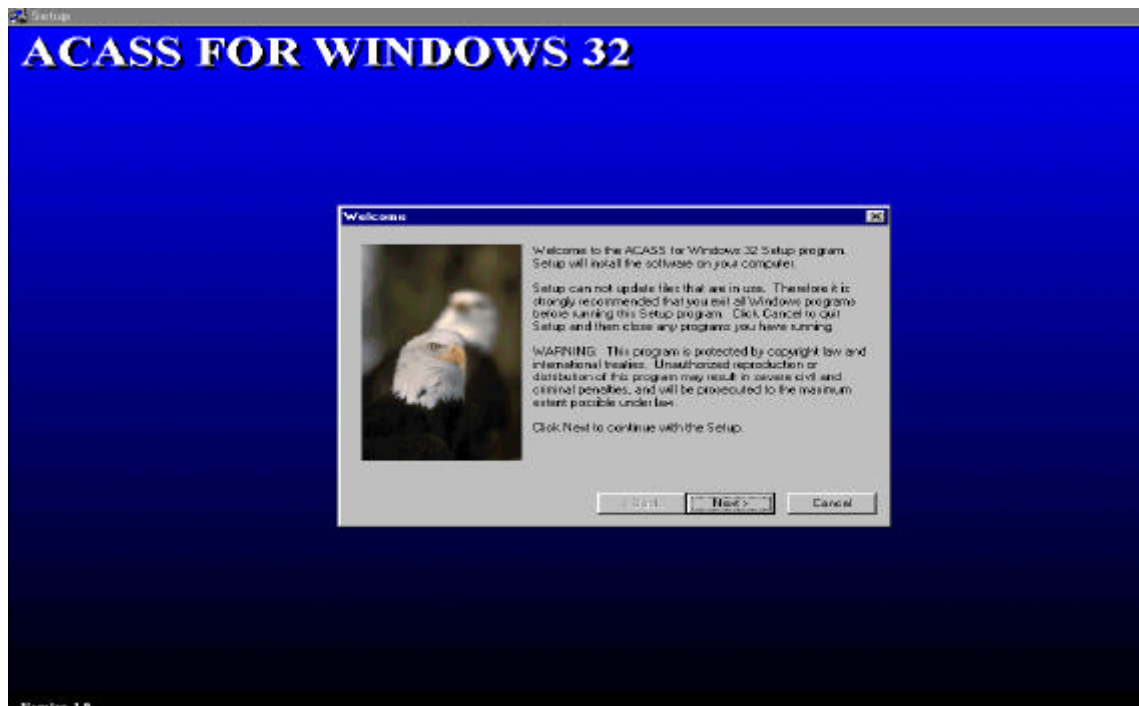 Setup
ACASS FOR WINDOWS 32
Welcome
Welcome to the ACASS for Windows 32 Setup program.
Setup will install the software on your computer.
Setup can not update files that are in use. Therefore it is
strongly recommended that you exit all Windows programs
before running this Setup program. Click Cancel to quit
Setup and then close any programs you have running.
WARNING: This program is protected by copyright law and
international treaties. Unauthorized reproduction or
distribution of this program may result in severe civil and
criminal penalties, and will be prosecuted to the maximum
extent possible under law.
Click Next to continue with the Setup.
< Back
Next >
Cancel
Version